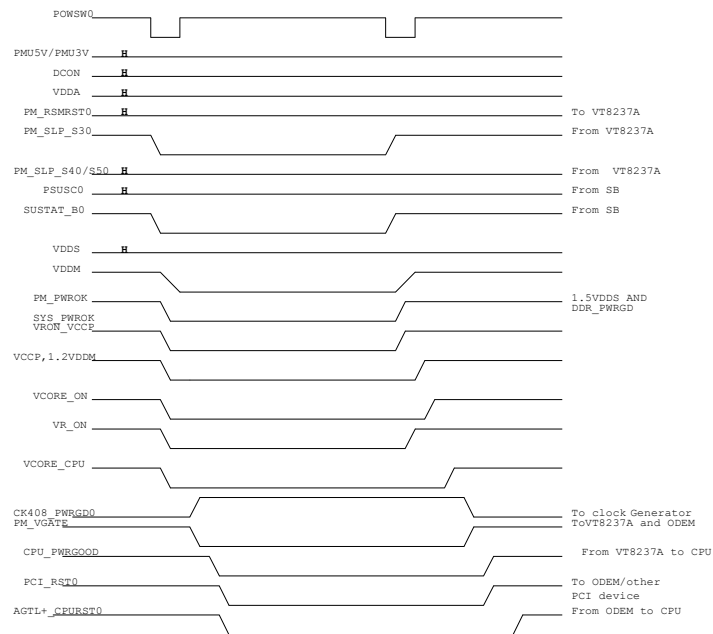 POWSW0
PMU5V/PMU3V H
DCON H
VDDA H
PM_RSMRST0 H To VT8237A
PM_SLP_S30 From VT8237A
PM_SLP_S40/S50 H From VT8237A
PSUSC0 H From SB
SUSTAT_B0 From SB
VDDS H
VDDM
PM_PWROK 1.5VDDS AND
DDR_PWRGD
SYS_PWROK
VRON_VCCP
VCCP,1.2VDDM
VCORE_ON
VR_ON
VCORE_CPU
CK408_PWRGD0 To clock Generator
PM_VGATE ToVT8237A and ODEM
CPU_PWRGOOD From VT8237A to CPU
PCI_RST0 To ODEM/other
PCI device
AGTL+_CPURST0 From ODEM to CPU